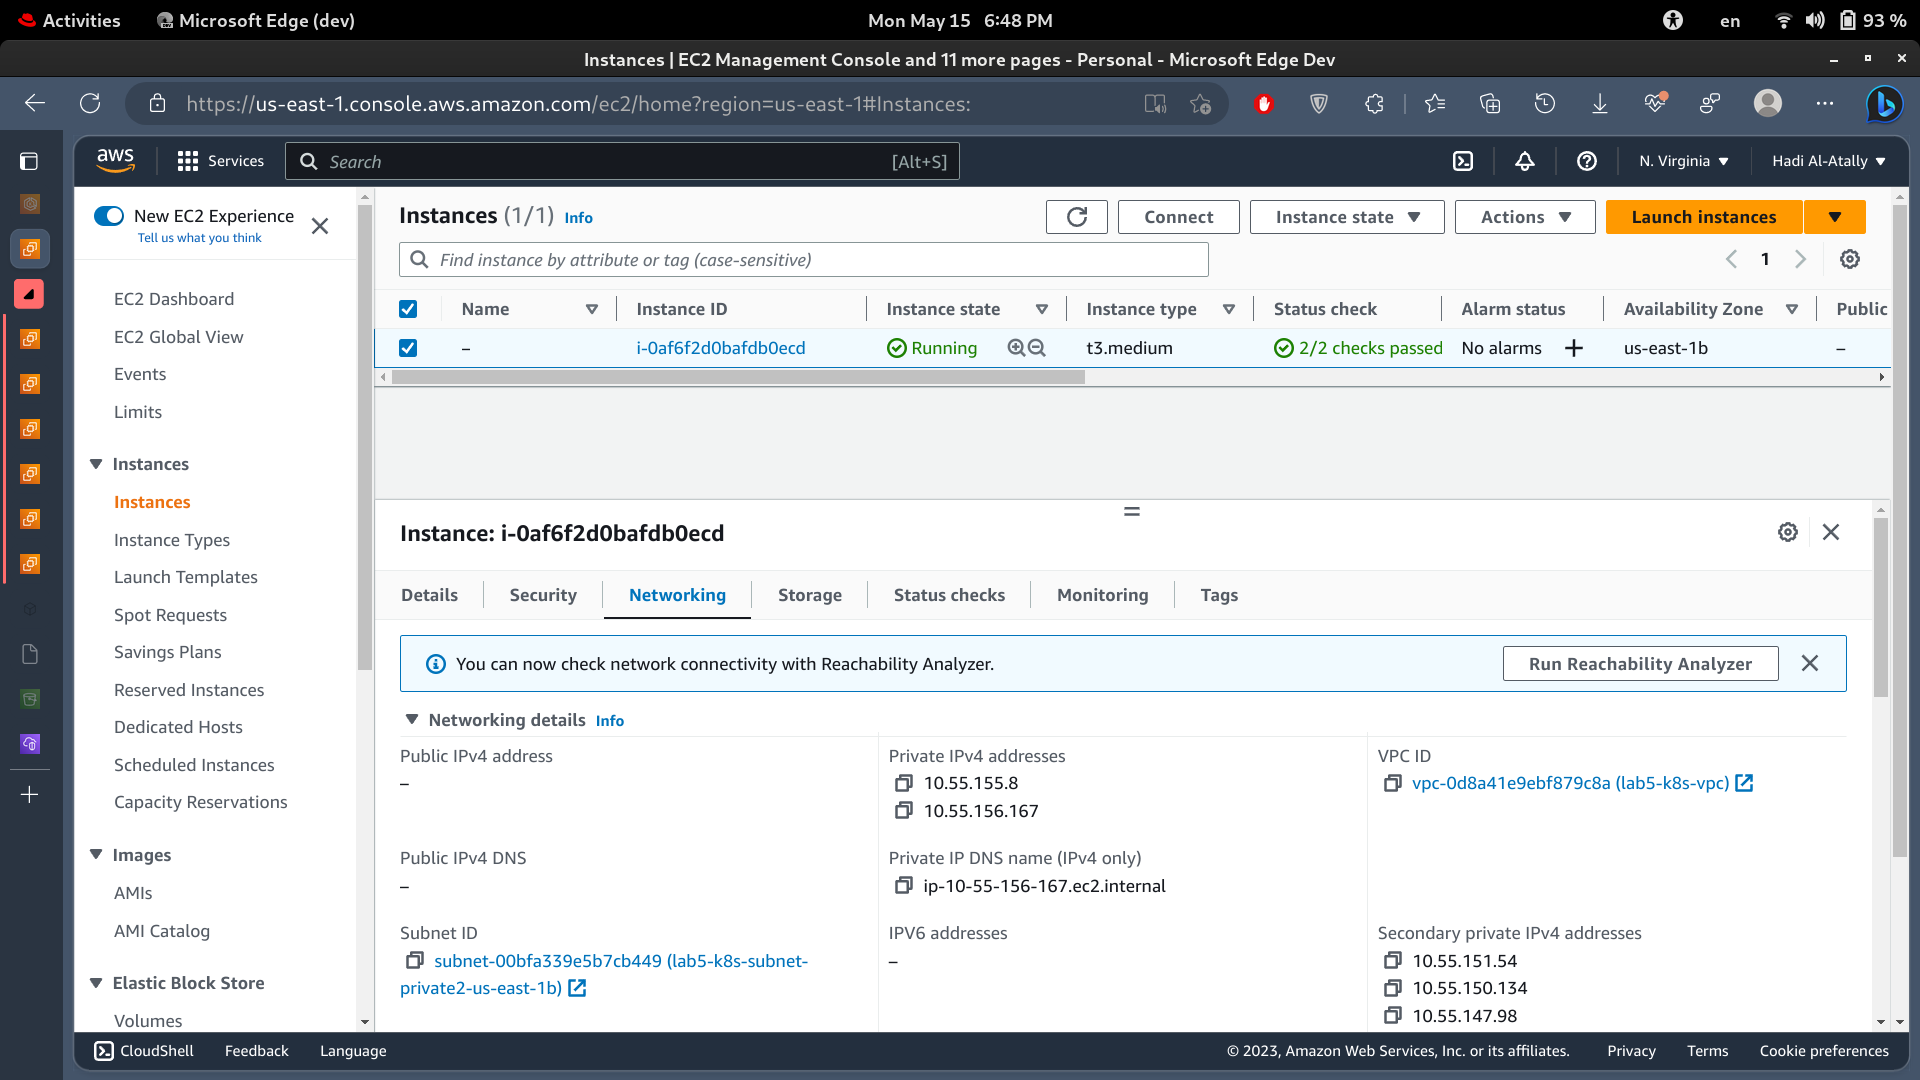 Activities
Microsoft Edge (dev)
Mon May 15 6:48 PM
en
93 %
Instances | EC2 Management Console and 11 more pages - Personal - Microsoft Edge Dev
https://us-east-1.console.aws.amazon.com/ec2/home?region=us-east-1#Instances:
aws
Services
Search
[Alt+S]
N. Virginia
Hadi Al-Atally
New EC2 Experience
Tell us what you think
EC2 Dashboard
EC2 Global View
Events
Limits
Instances
Instances
Instance Types
Launch Templates
Spot Requests
Savings Plans
Reserved Instances
Dedicated Hosts
Scheduled Instances
Capacity Reservations
Images
AMIs
AMI Catalog
Elastic Block Store
Volumes
Instances (1/1) Info
Connect
Instance state
Actions
Launch instances
Find instance by attribute or tag (case-sensitive)
1
Name
Instance ID
Instance state
Instance type
Status check
Alarm status
Availability Zone
Public
–
i-0af6f2d0bafdb0ecd
Running
t3.medium
2/2 checks passed
No alarms
us-east-1b
–
Instance: i-0af6f2d0bafdb0ecd
Details
Security
Networking
Storage
Status checks
Monitoring
Tags
You can now check network connectivity with Reachability Analyzer.
Run Reachability Analyzer
Networking details Info
Public IPv4 address
–
Private IPv4 addresses
10.55.155.8
10.55.156.167
VPC ID
vpc-0d8a41e9ebf879c8a (lab5-k8s-vpc)
Public IPv4 DNS
–
Private IP DNS name (IPv4 only)
ip-10-55-156-167.ec2.internal
Subnet ID
subnet-00bfa339e5b7cb449 (lab5-k8s-subnet-
private2-us-east-1b)
IPV6 addresses
–
Secondary private IPv4 addresses
10.55.151.54
10.55.150.134
10.55.147.98
CloudShell
Feedback
Language
© 2023, Amazon Web Services, Inc. or its affiliates.
Privacy
Terms
Cookie preferences